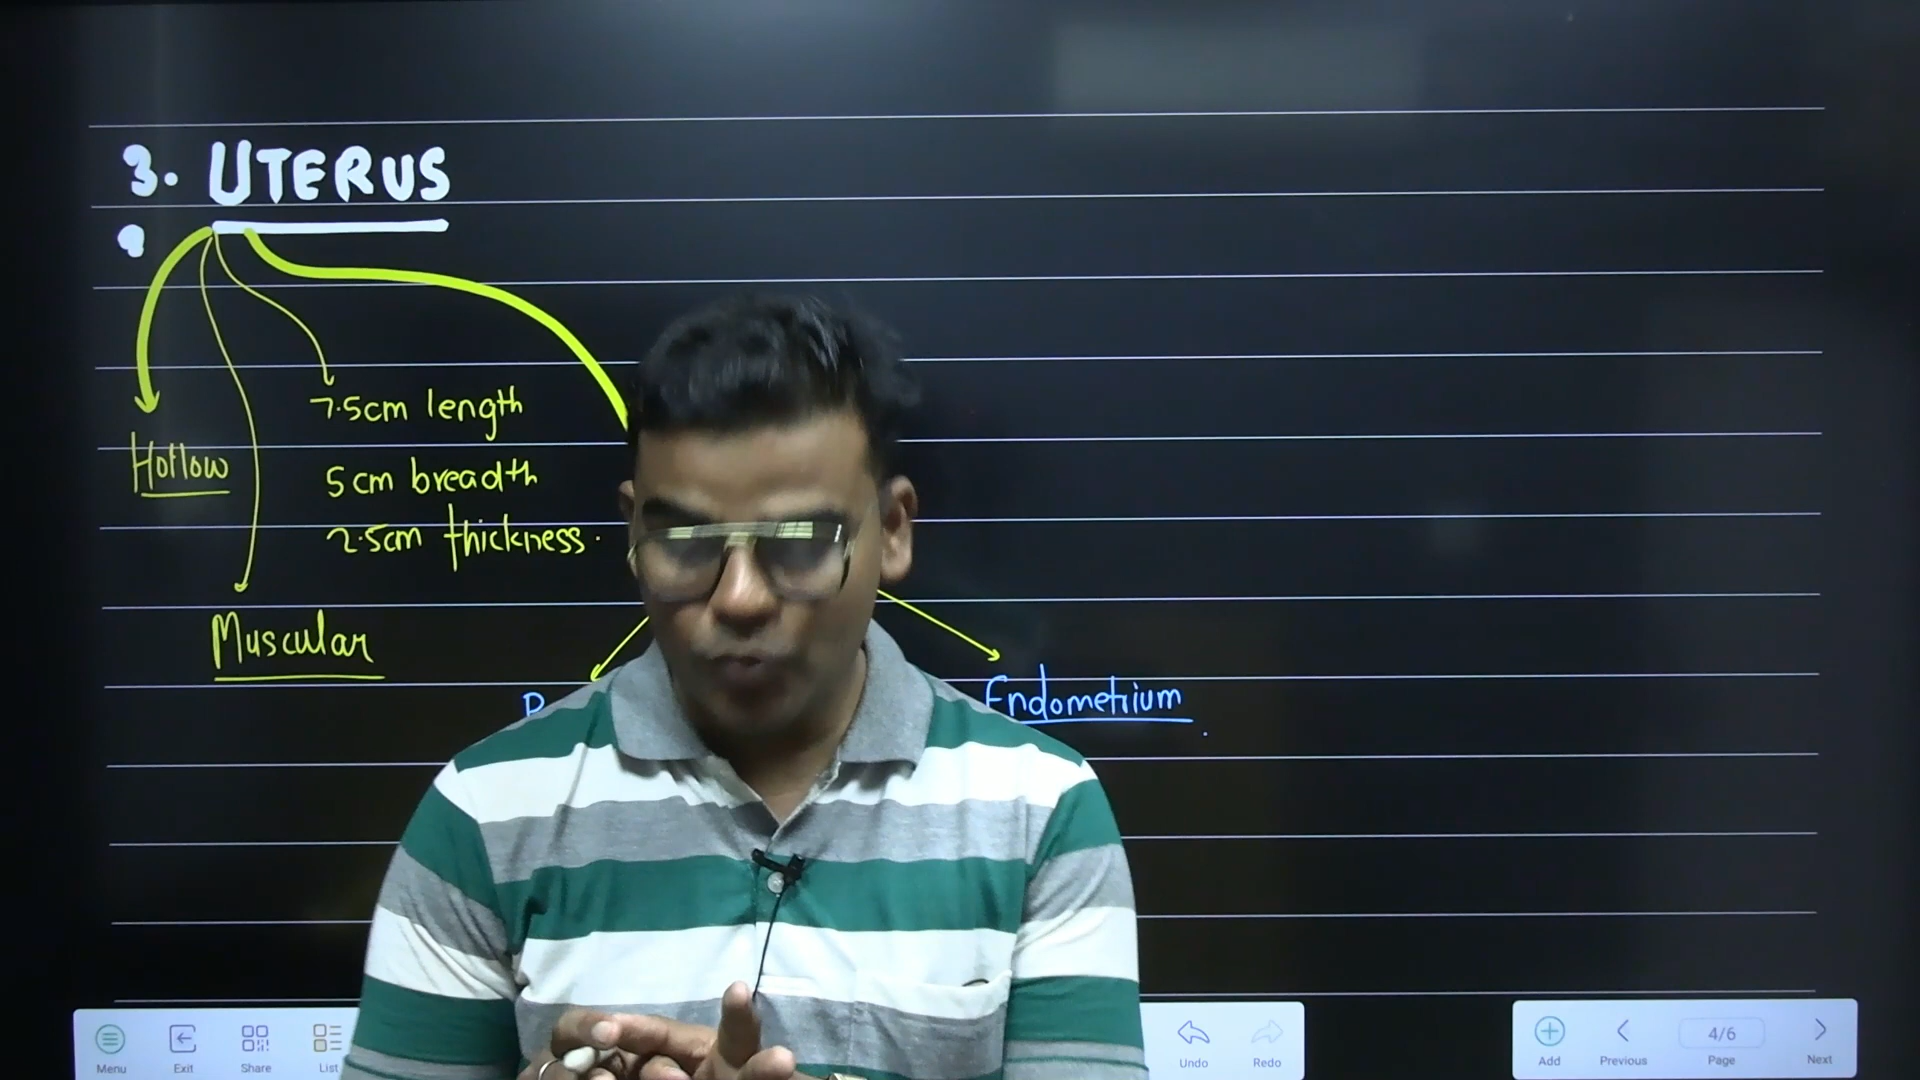 3. UTERUS
7.5cm length
Hollow
5cm breadth
2.5cm thickness.
Muscular
P
Endometrium
Menu
Exit
Share
List
Undo
Redo
Add
Previous
4/6
Page
Next